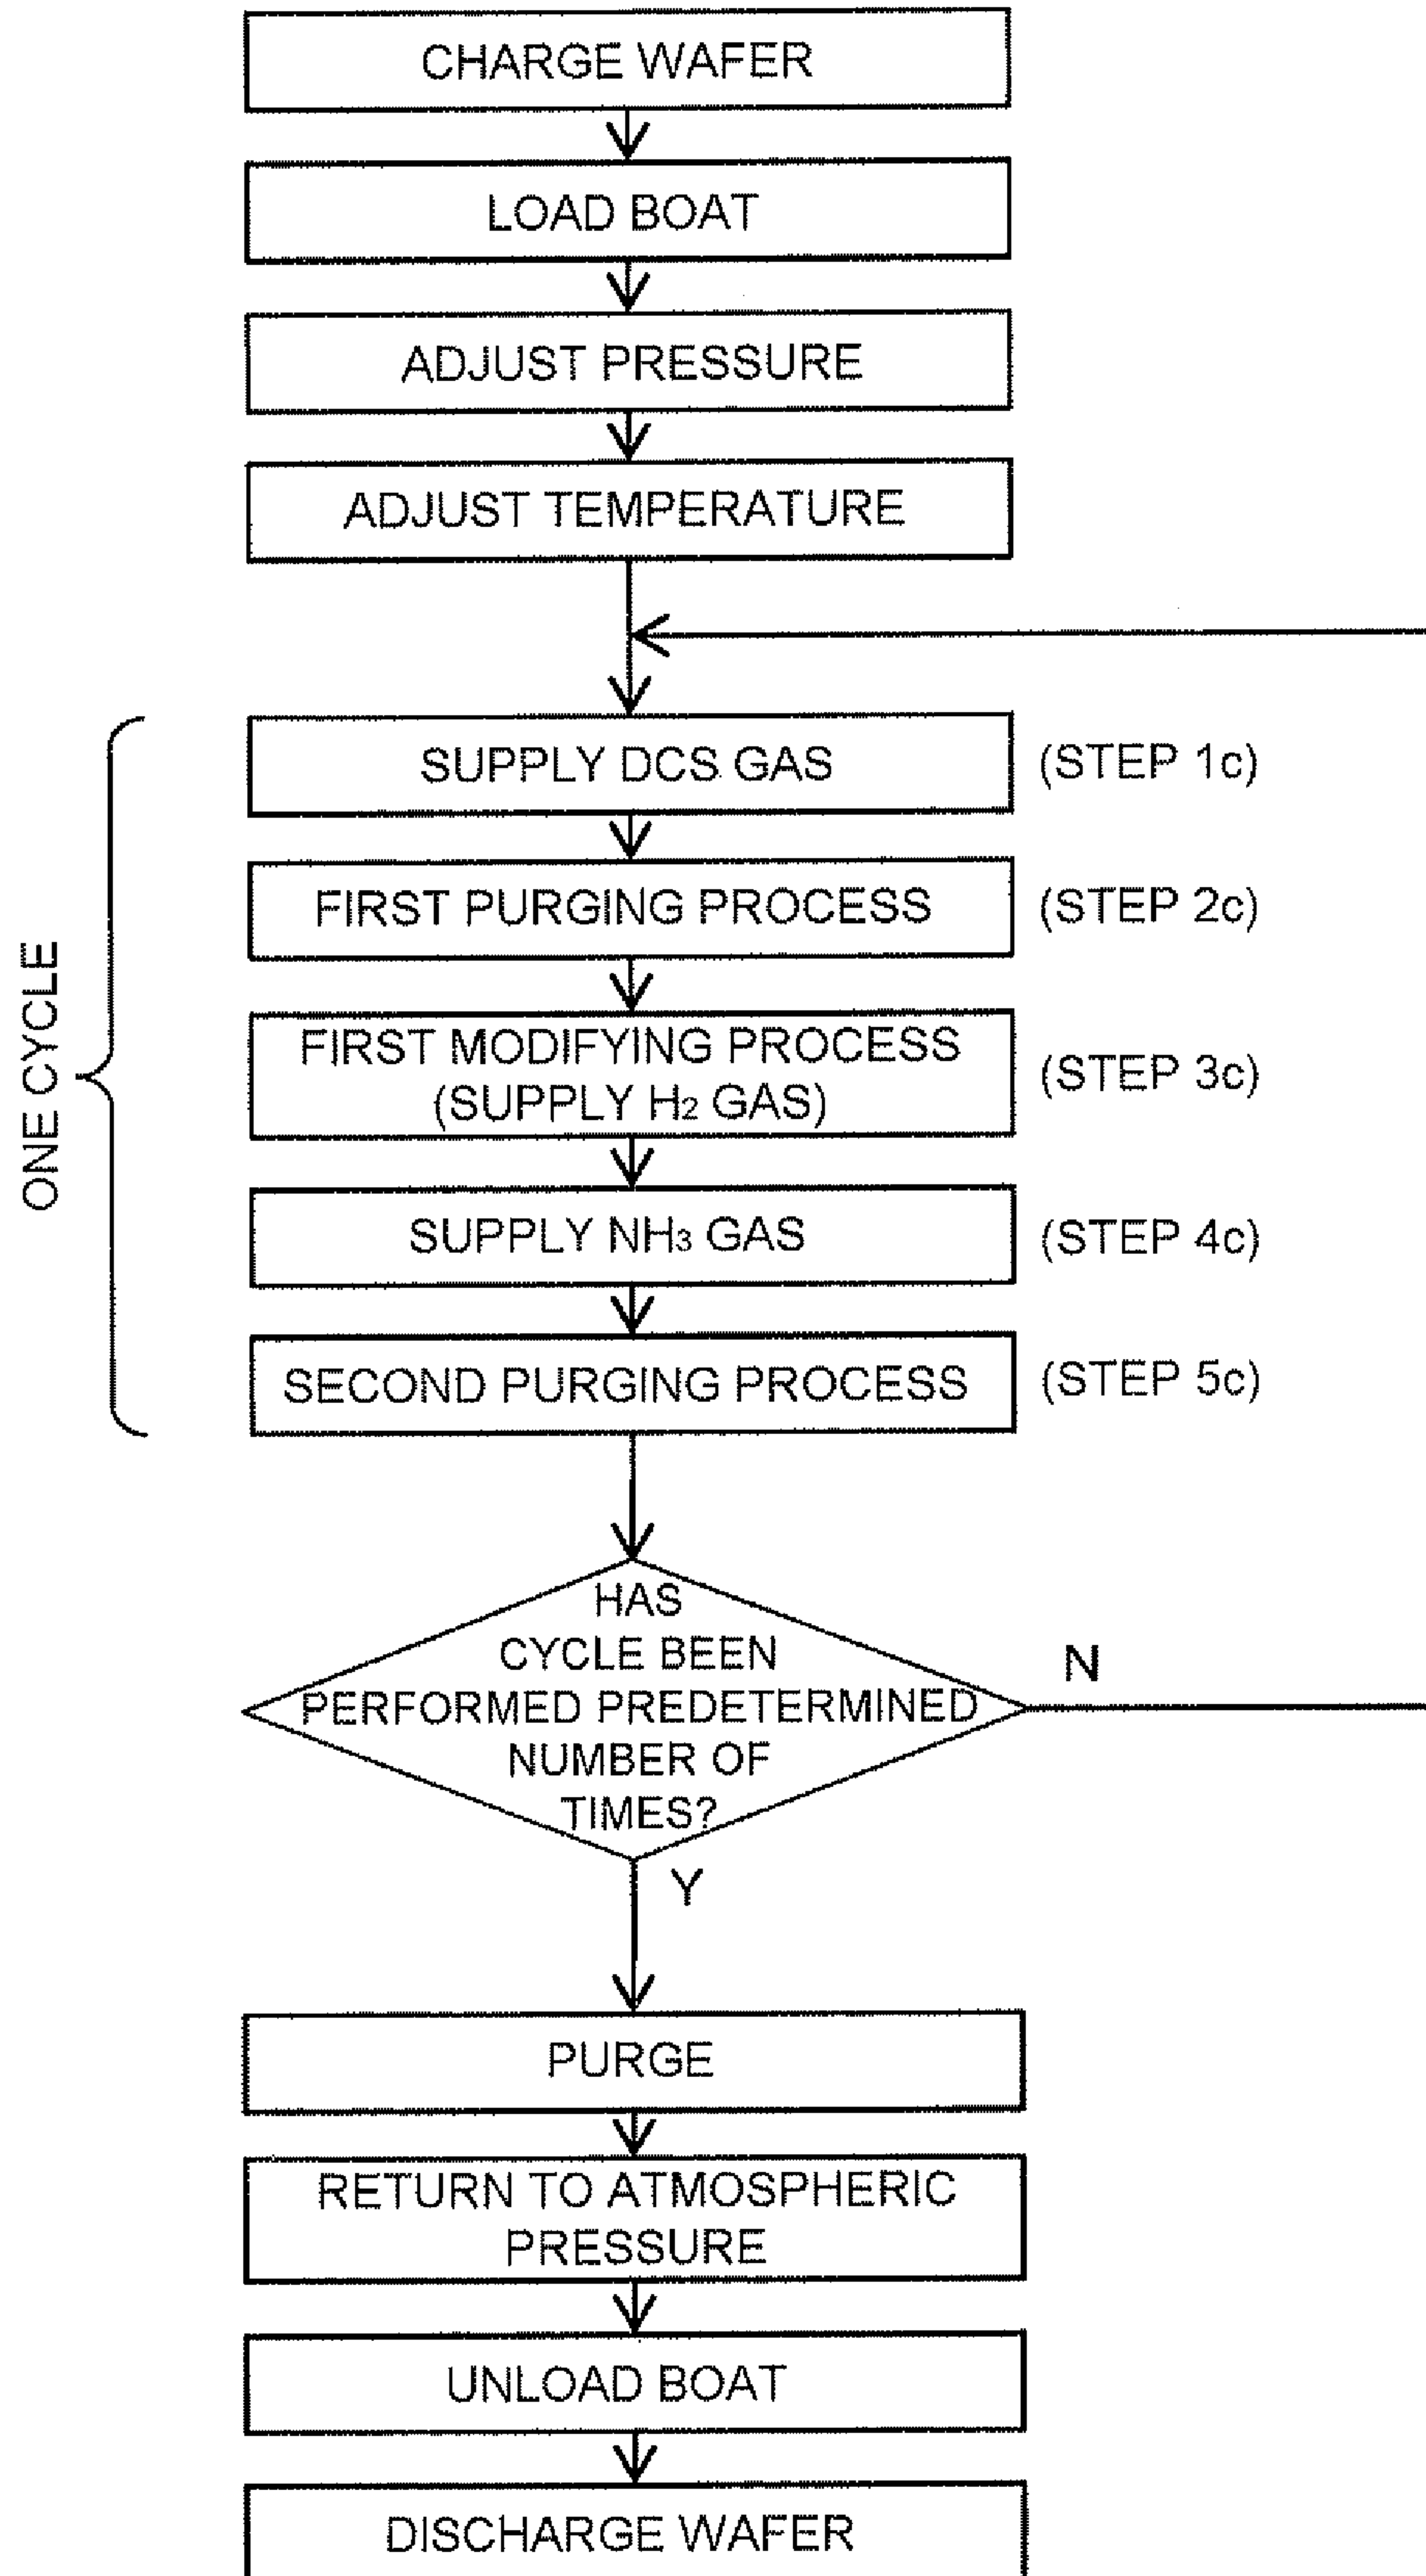 CHARGE WAFER
LOAD BOAT
ADJUST PRESSURE
ADJUST TEMPERATURE
ONE CYCLE
SUPPLY DCS GAS
(STEP 1c)
FIRST PURGING PROCESS
(STEP 2c)
FIRST MODIFYING PROCESS
(SUPPLY H₂ GAS)
(STEP 3c)
SUPPLY NH₃ GAS
(STEP 4c)
SECOND PURGING PROCESS
(STEP 5c)
HAS
CYCLE BEEN
PERFORMED PREDETERMINED
NUMBER OF
TIMES?
N
Y
PURGE
RETURN TO ATMOSPHERIC
PRESSURE
UNLOAD BOAT
DISCHARGE WAFER